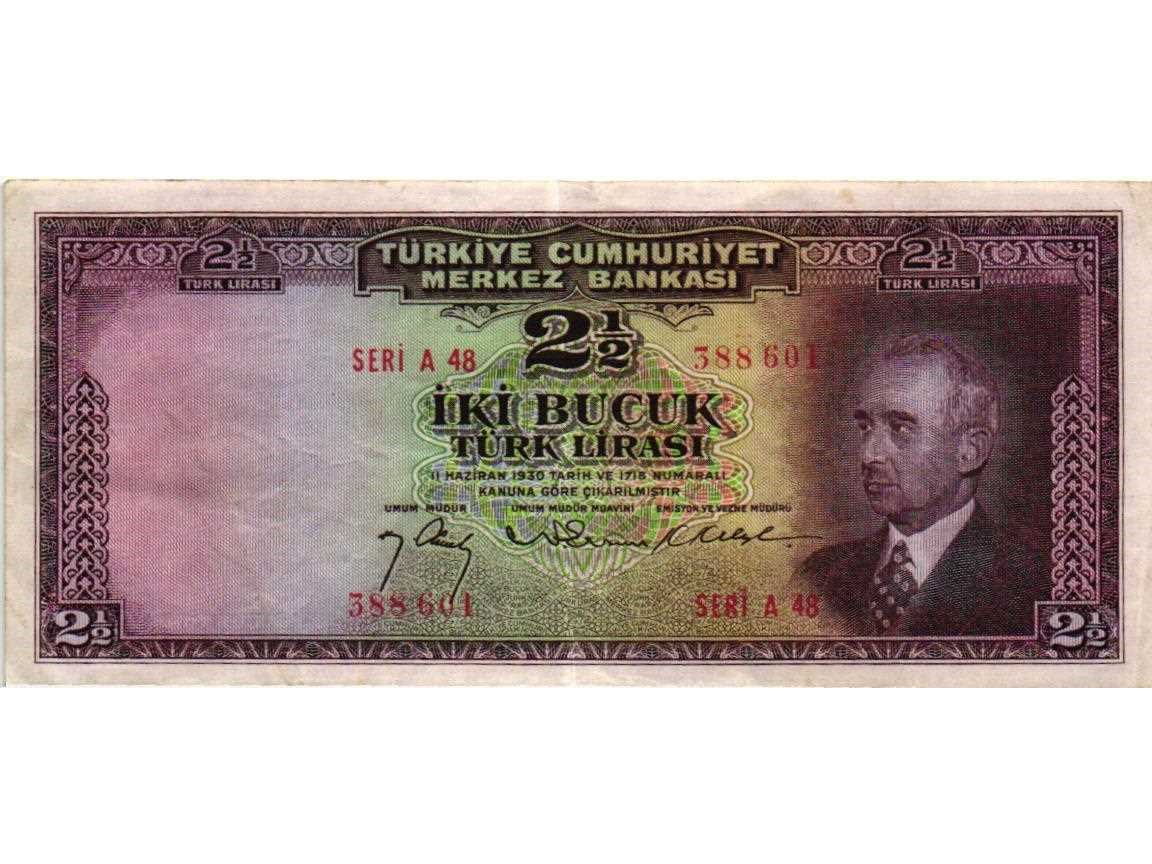 TÜRKİYE CUMHURİYET
MERKEZ BANKASI
2½ 2½
TÜRK LİRASI TÜRK LİRASI
2½
SERİ A 48 388601
İKİ BUÇUK
TÜRK LİRASI
11 HAZİRAN 1930 TARİH VE 1715 NUMARALI
KANUNA GÖRE ÇIKARILMIŞTIR
UMUM MÜDÜR UMUM MÜDÜR MUAVİNİ EMİSYON VE VEZNE MÜDÜRÜ
388601 SERİ A 48
2½ 2½